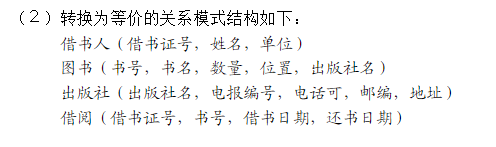 （2）转换为等价的关系模式结构如下：
借书人（借书证号，姓名，单位）
图书（书号，书名，数量，位置，出版社名）
出版社（出版社名，电报编号，电话可，邮编，地址）
借阅（借书证号，书号，借书日期，还书日期）